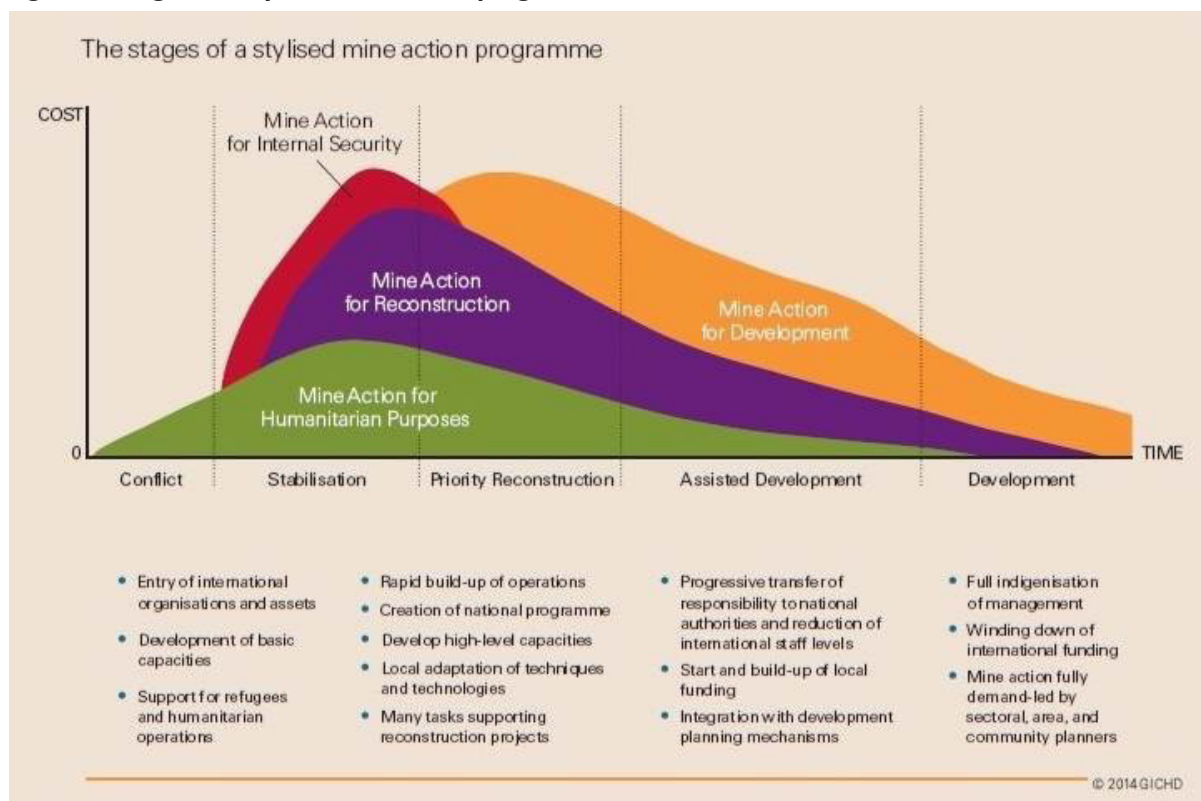 The stages of a stylised mine action programme
COST
Mine Action
for Internal Security
Mine Action
for Reconstruction
Mine Action
for Development
Mine Action for
Humanitarian Purposes
0
TIME
Conflict
Stabilisation
Priority Reconstruction
Assisted Development
Development
• Entry of international
organisations and assets
• Development of basic
capacities
• Support for refugees
and humanitarian
operations
• Rapid build-up of operations
• Creation of national programme
• Develop high-level capacities
• Local adaptation of techniques
and technologies
• Many tasks supporting
reconstruction projects
• Progressive transfer of
responsibility to national
authorities and reduction of
international staff levels
• Start and build-up of local
funding
• Integration with development
planning mechanisms
• Full indigenisation
of management
• Winding down of
international funding
• Mine action fully
demand-led by
sectoral, area, and
community planners
© 2014 GICHD